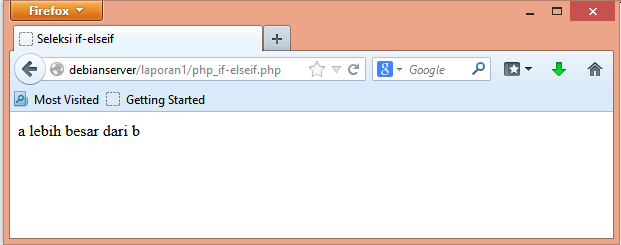 Firefox
Seleksi if-elseif
debianserver/laporan1/php_if-elseif.php
Google
Most Visited
Getting Started
a lebih besar dari b